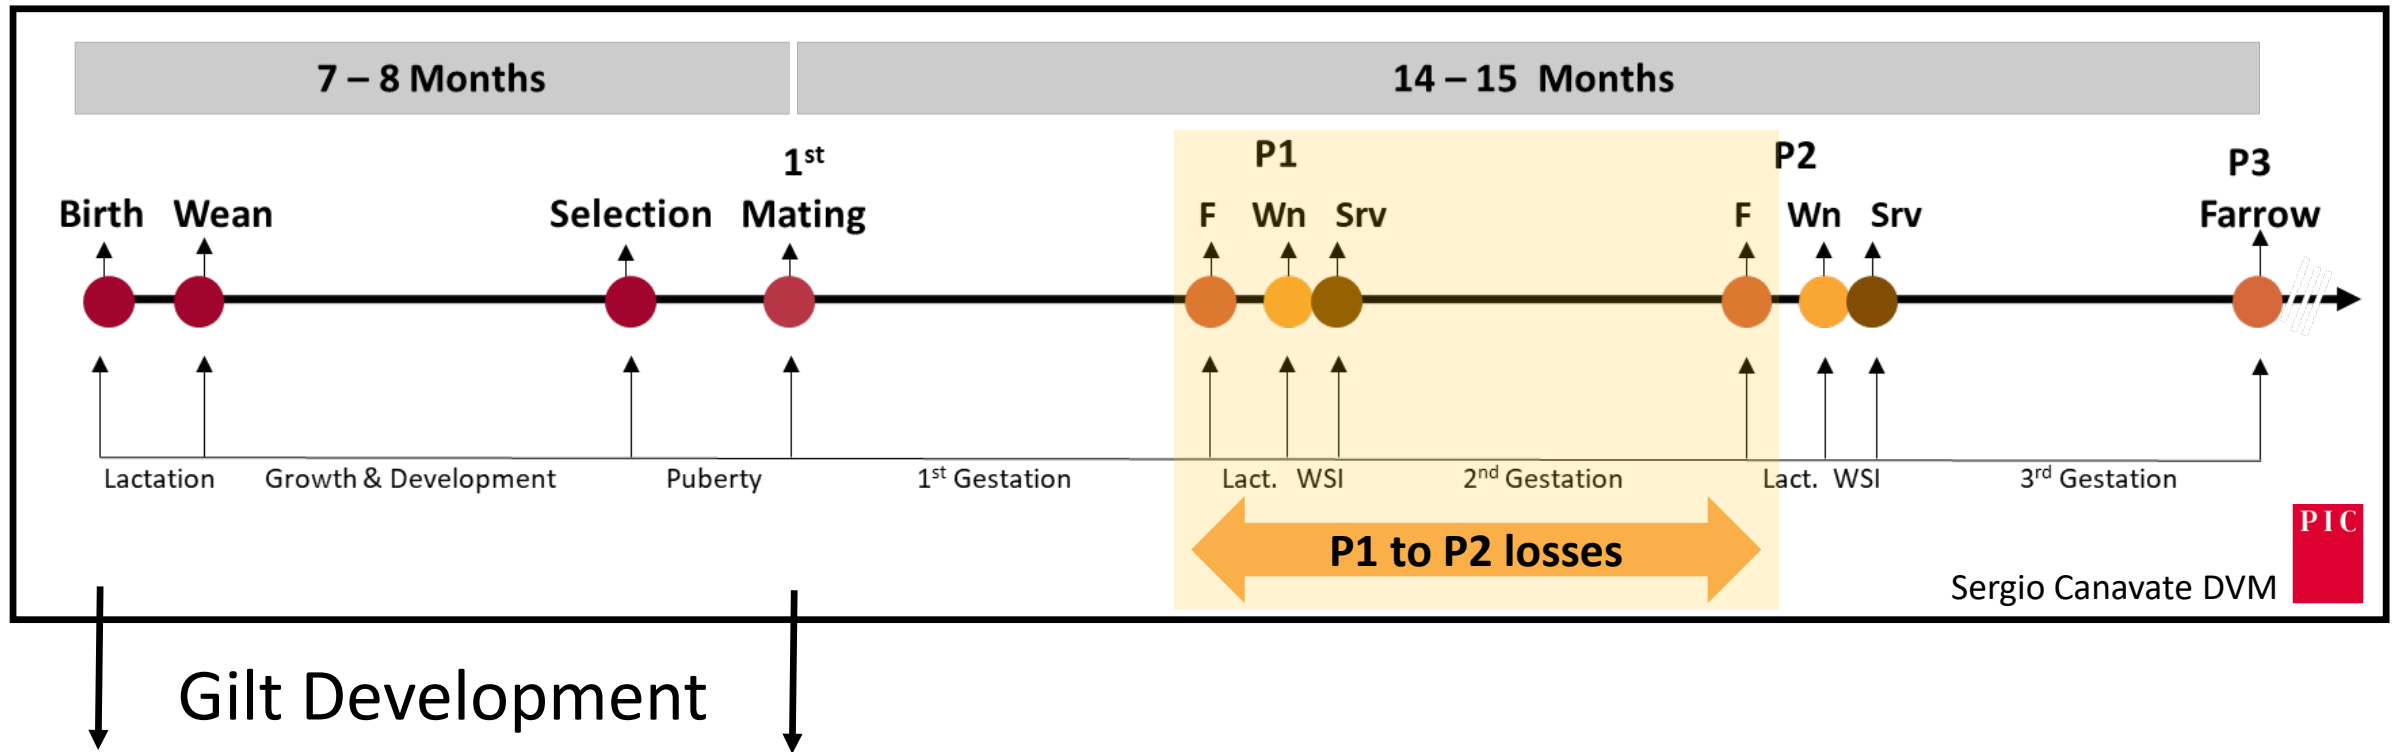 7 – 8 Months
14 – 15 Months
1st
P1
P2
P3
Birth Wean Selection Mating F Wn Srv F Wn Srv Farrow
Lactation Growth & Development Puberty 1st Gestation Lact. WSI 2nd Gestation Lact. WSI 3rd Gestation
P1 to P2 losses
PIC
Sergio Canavate DVM
Gilt Development